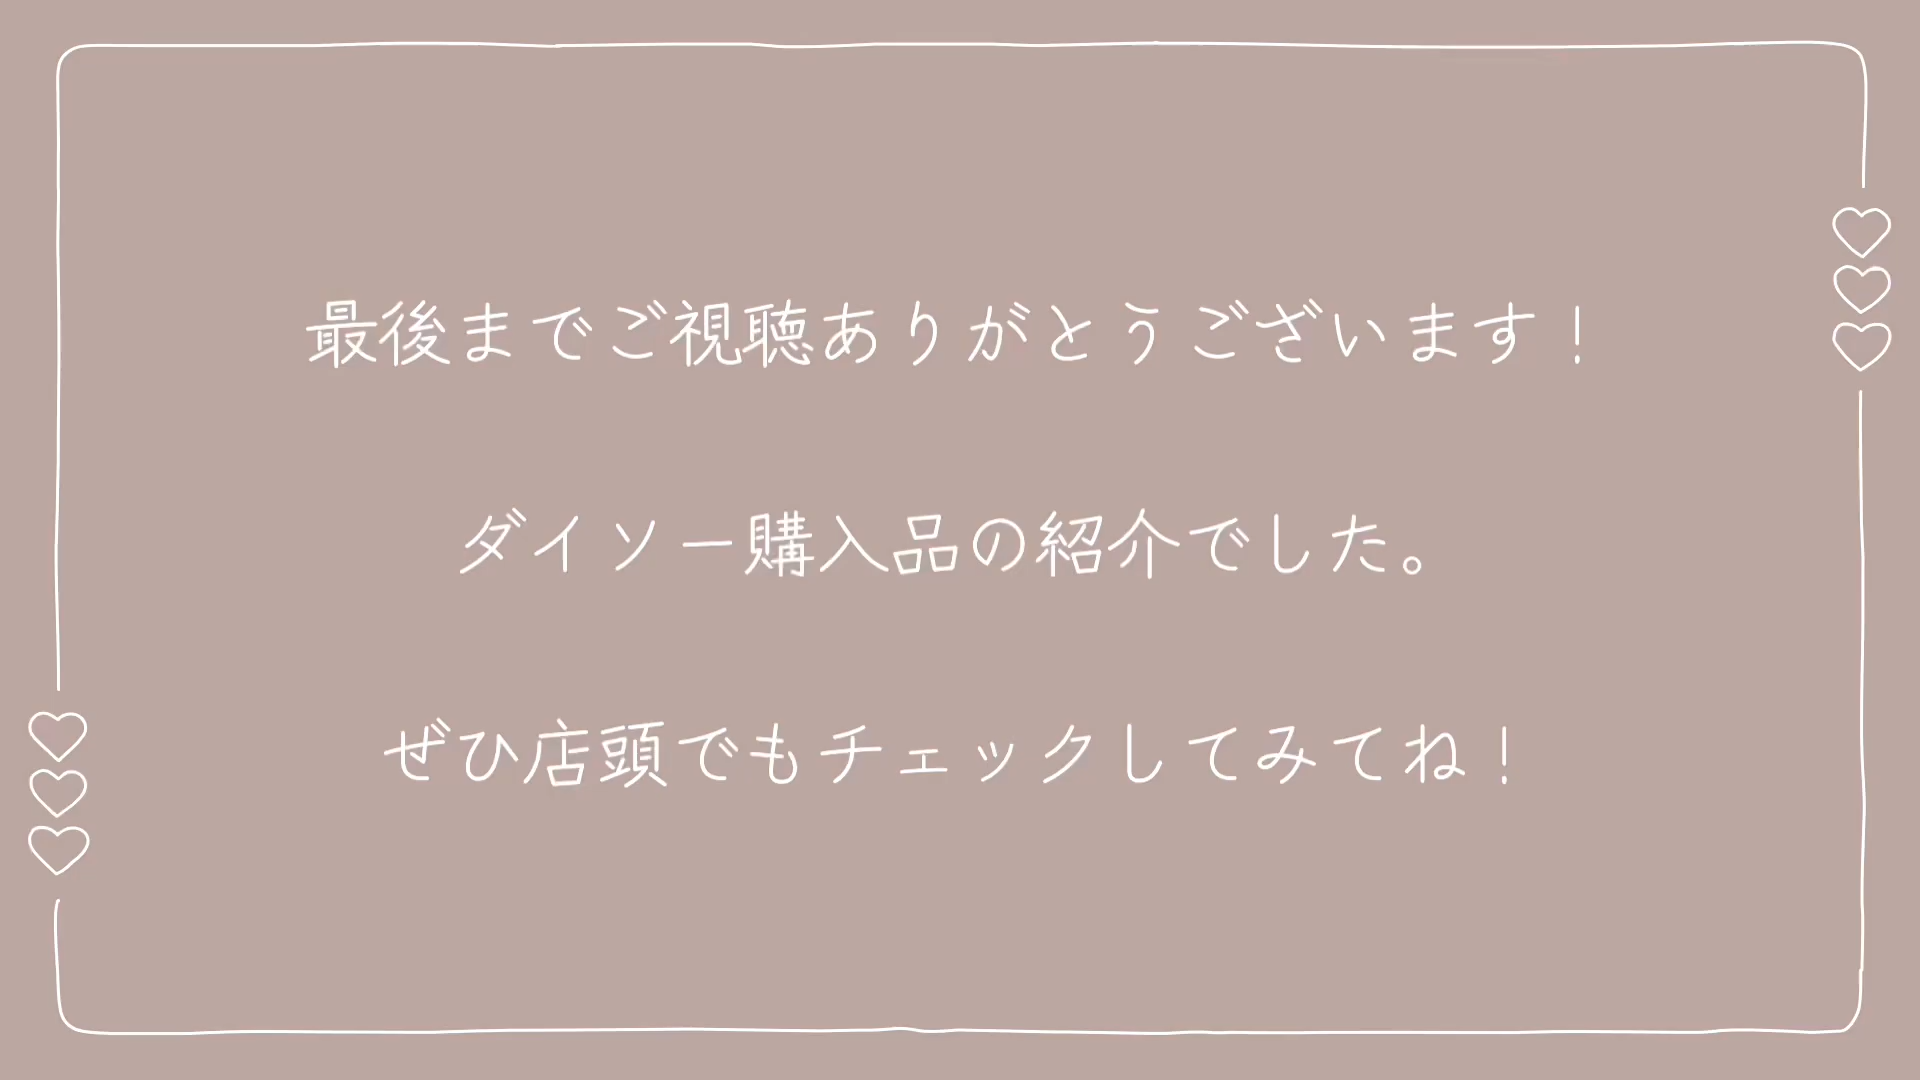 最後までご視聴ありがとうございます！
ダイソー購入品の紹介でした。
ぜひ店頭でもチェックしてみてね！